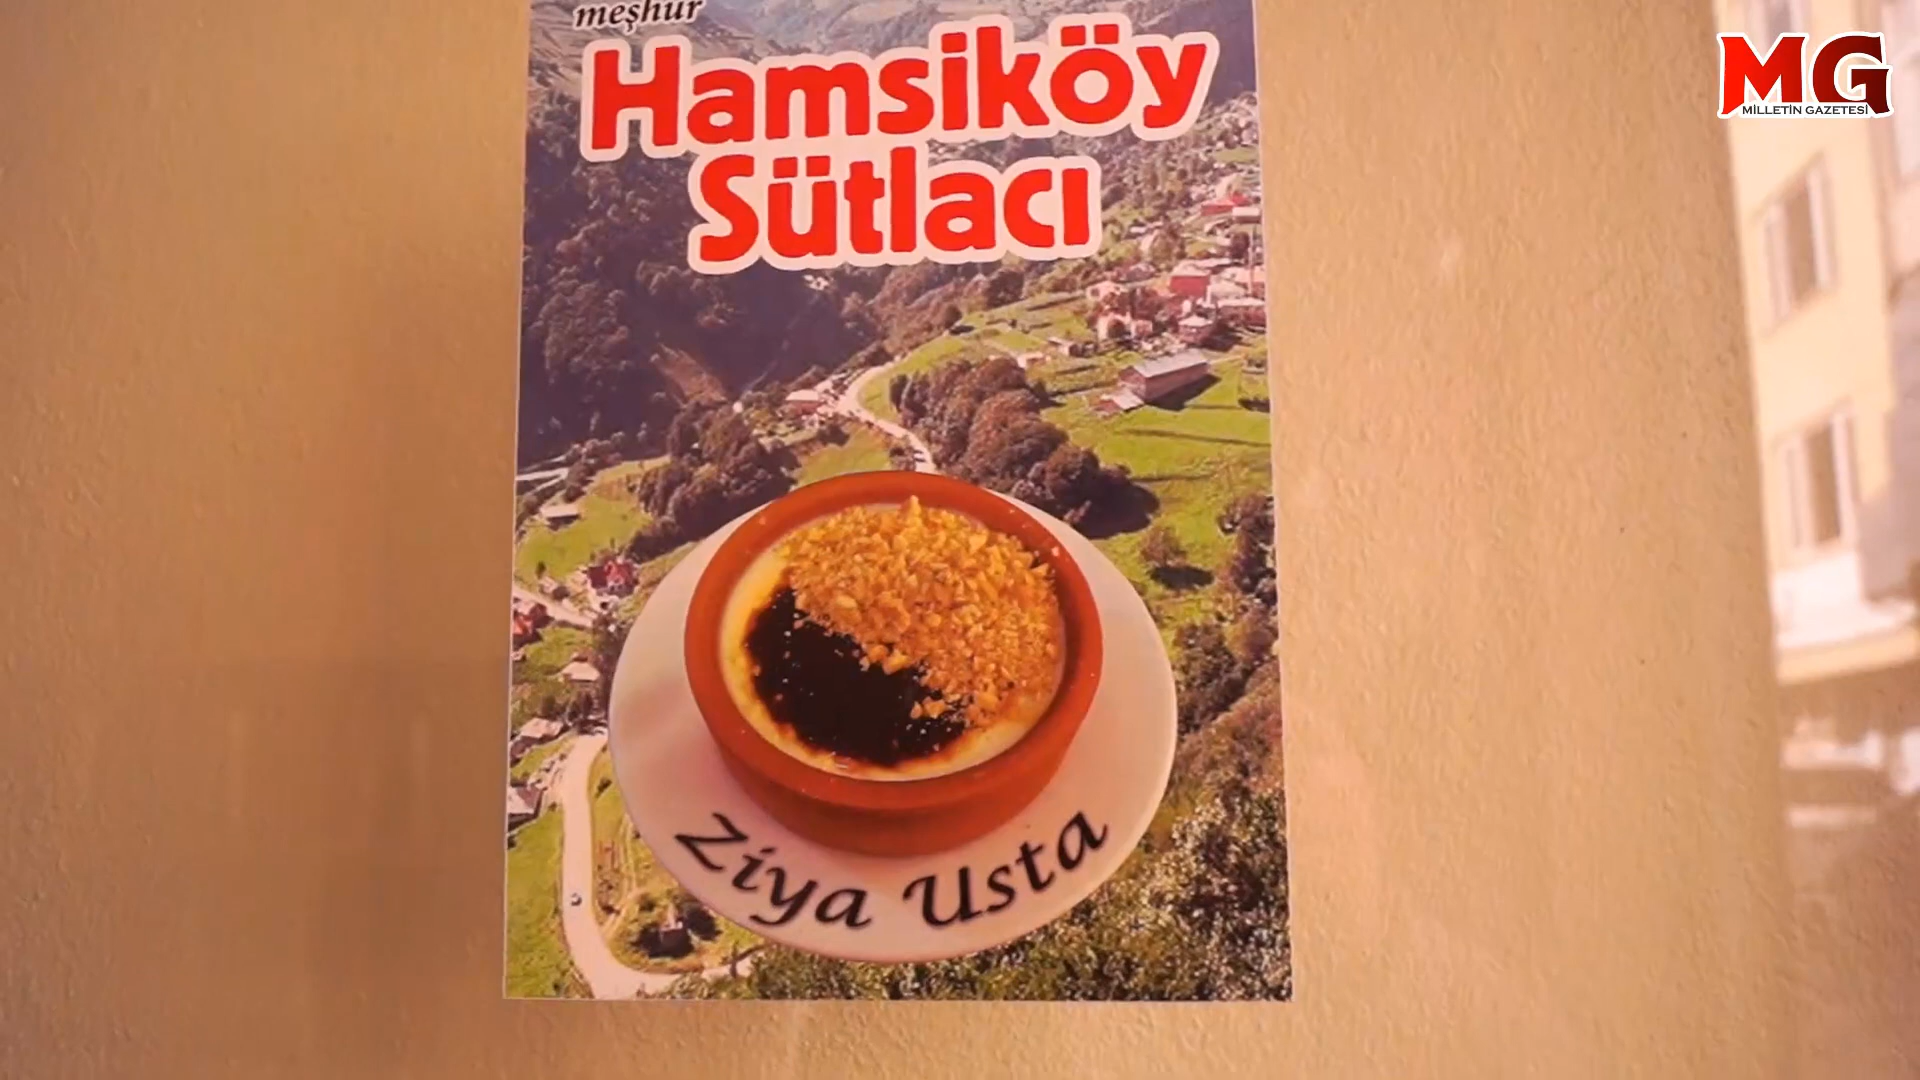 meşhur
Hamsiköy
Sütlacı
Ziya Usta
MG
MİLLETİN GAZETESİ